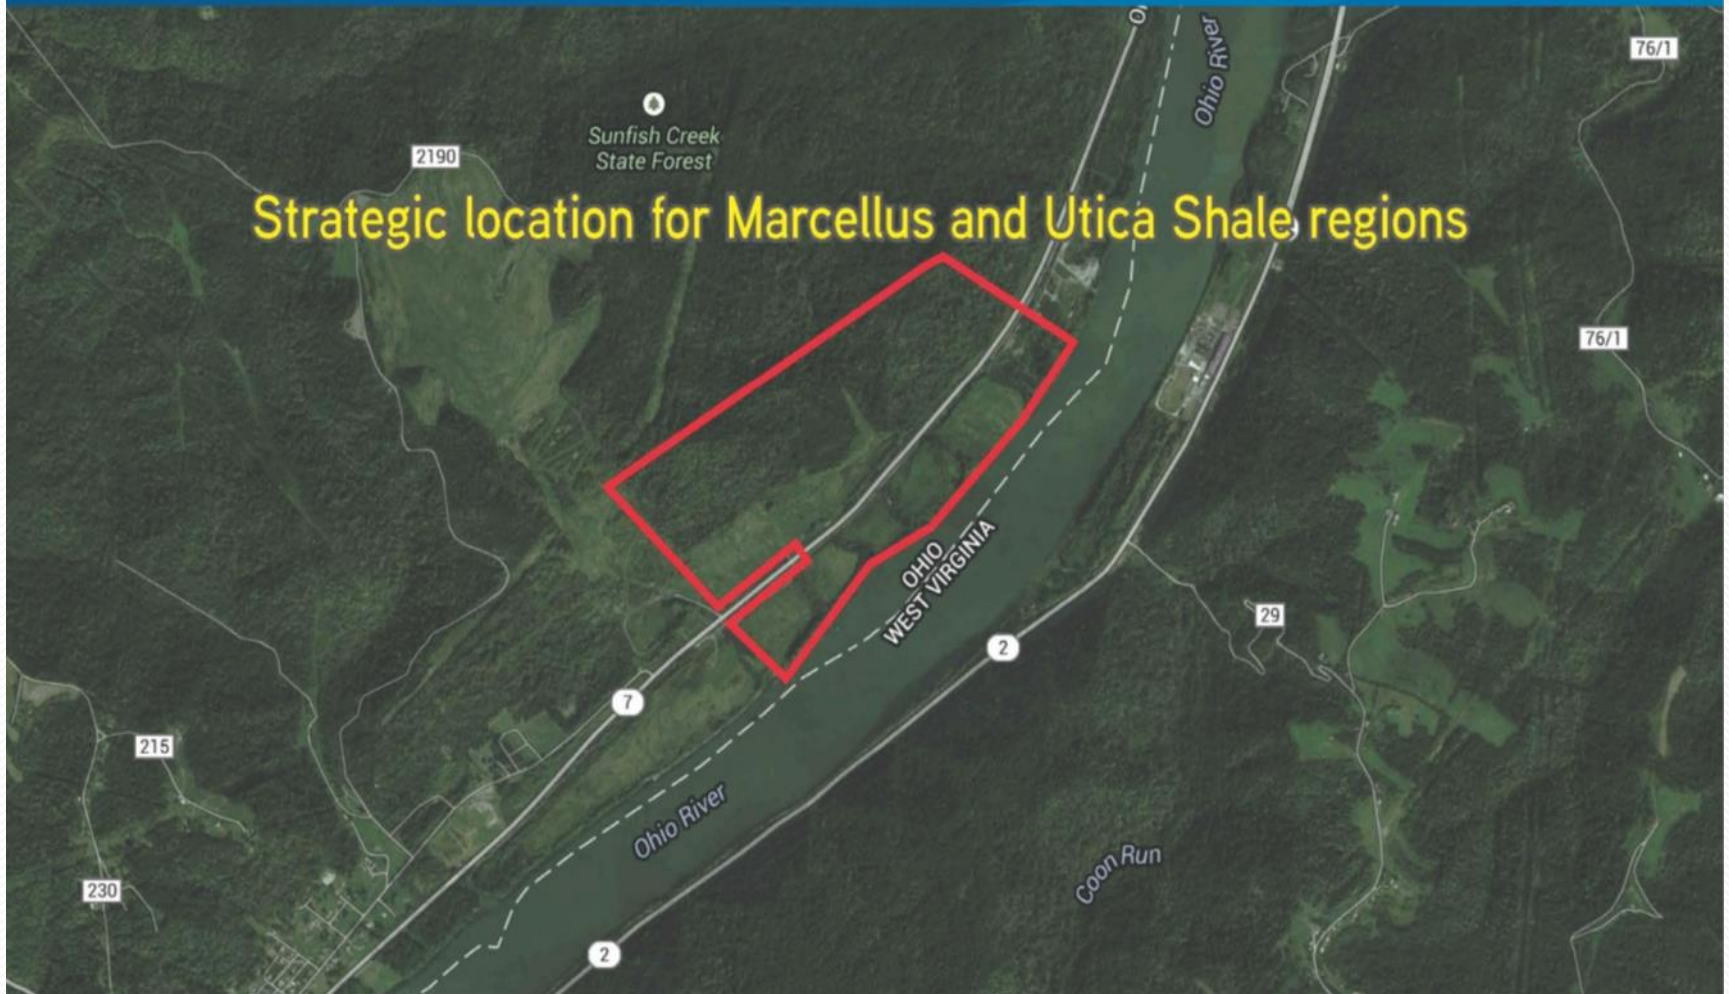 O
Ohio River
76/1
Sunfish Creek
State Forest
2190
Strategic location for Marcellus and Utica Shale regions
76/1
OHIO
WEST VIRGINIA
29
2
7
215
Ohio River
Coon Run
230
2